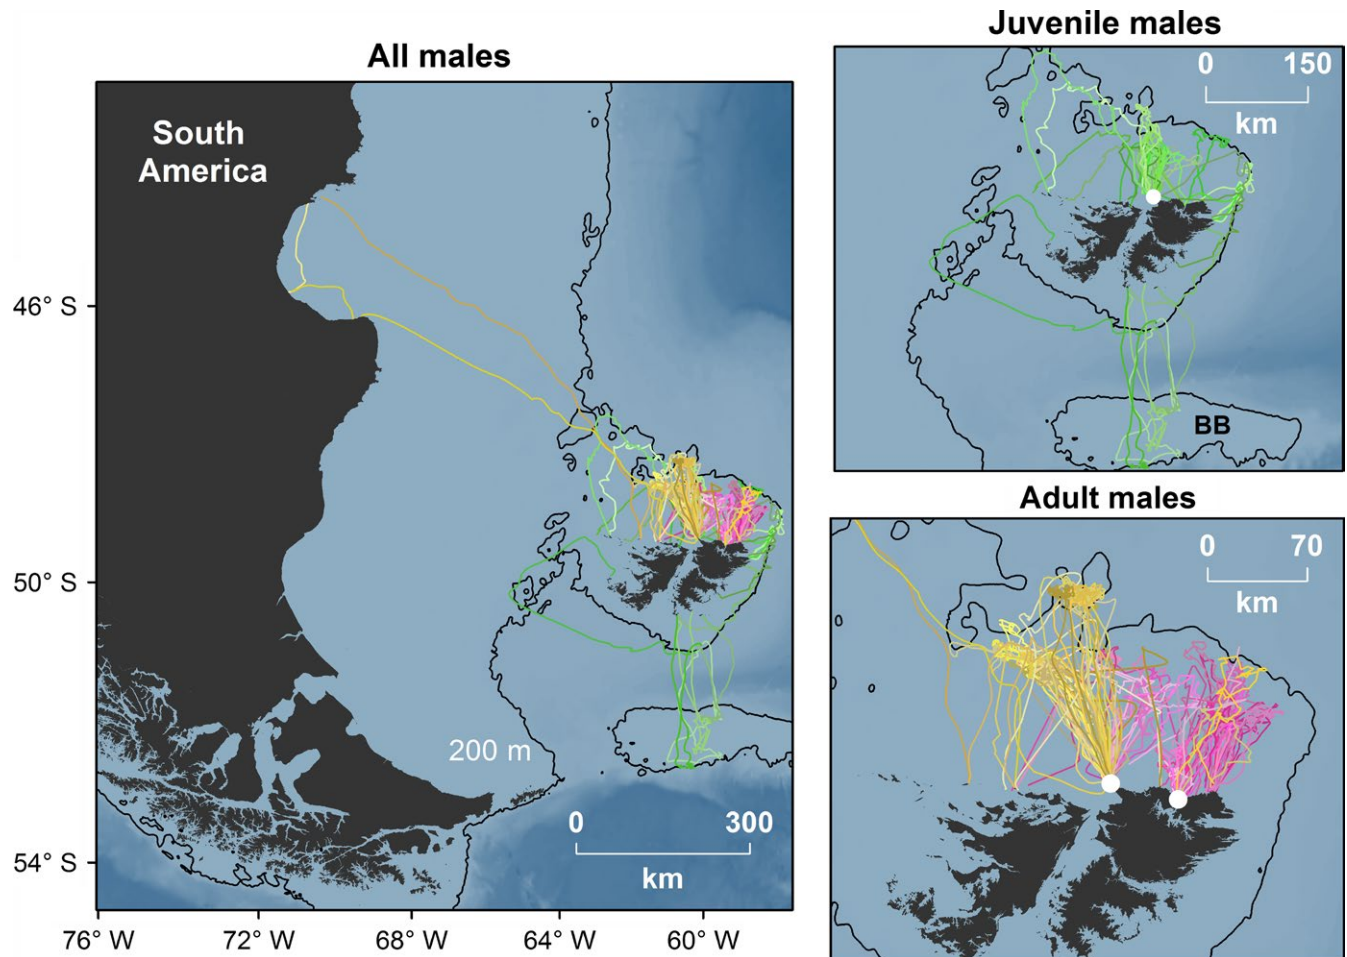 All males
South
America
46° S
50° S
54° S
200 m
0 300
km
76° W 72° W 68° W 64° W 60° W
Juvenile males
0 150
km
BB
Adult males
0 70
km